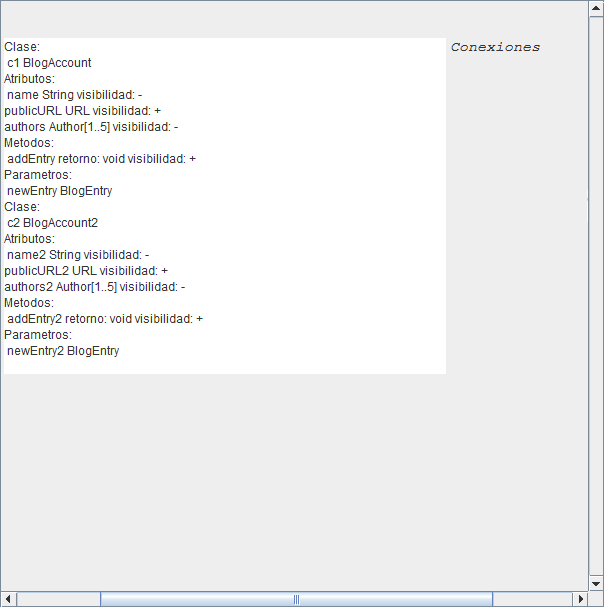 Clase:
c1 BlogAccount
Atributos:
name String visibilidad: -
publicURL URL visibilidad: +
authors Author[1..5] visibilidad: -
Metodos:
addEntry retorno: void visibilidad: +
Parametros:
newEntry BlogEntry
Clase:
c2 BlogAccount2
Atributos:
name2 String visibilidad: -
publicURL2 URL visibilidad: +
authors2 Author[1..5] visibilidad: -
Metodos:
addEntry2 retorno: void visibilidad: +
Parametros:
newEntry2 BlogEntry
Conexiones